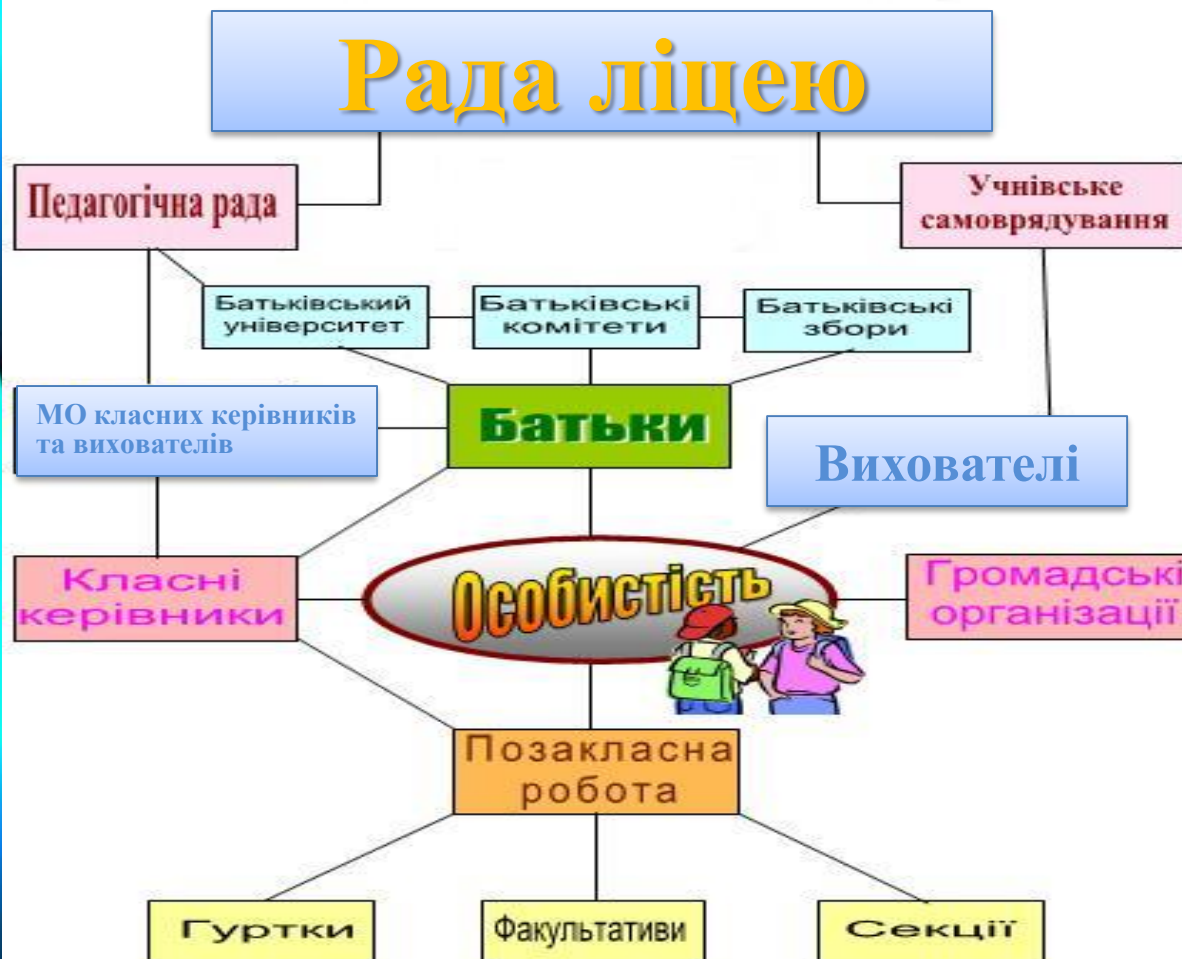 Рада ліцею
Педагогічна рада
Учнівське
самоврядування
Батьківський
університет
Батьківські
комітети
Батьківські
збори
МО класних керівників
та вихователів
Батьки
Вихователі
Класні
керівники
Особистість
Громадські
організації
Позакласна
робота
Гуртки
Факультативи
Секції